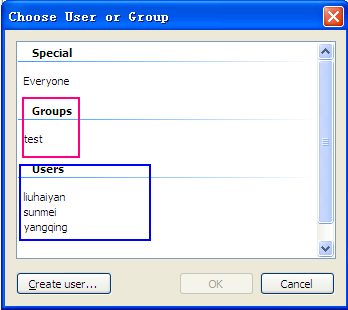 Choose User or Group
Special
Everyone
Groups
test
Users
liuhaiyan
sunmei
yangqing
Create user...
OK
Cancel